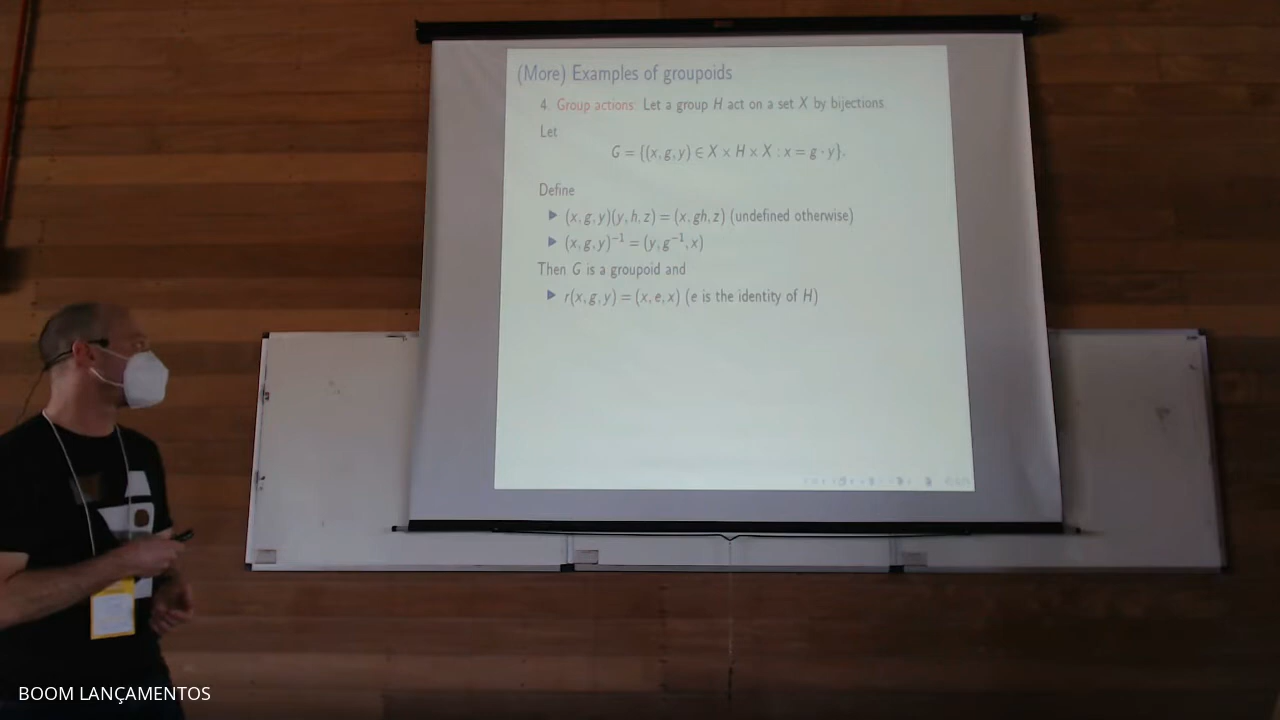 (More) Examples of groupoids
4. Group actions: Let a group H act on a set X by bijections.
Let
G = {(x, g, y) ∈ X × H × X : x = g · y}.
Define
▶ (x, g, y)(y, h, z) = (x, gh, z) (undefined otherwise)
▶ (x, g, y)⁻¹ = (y, g⁻¹, x)
Then G is a groupoid and
▶ r(x, g, y) = (x, e, x) (e is the identity of H)
BOOM LANÇAMENTOS